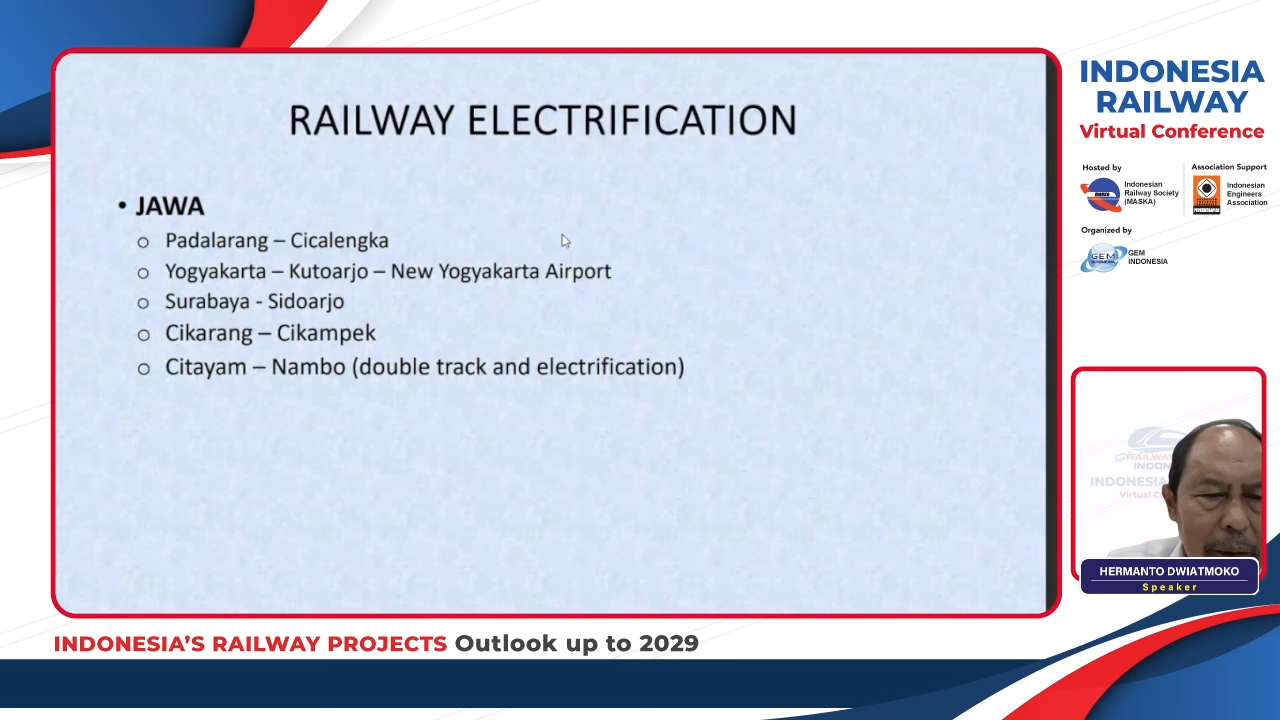 RAILWAY ELECTRIFICATION
• JAWA
o Padalarang – Cicalengka
o Yogyakarta – Kutoarjo – New Yogyakarta Airport
o Surabaya - Sidoarjo
o Cikarang – Cikampek
o Citayam – Nambo (double track and electrification)
INDONESIA
RAILWAY
Virtual Conference
Hosted by
Indonesian
Railway Society
(MASKA)
Association Support
Indonesian
Engineers
Association
Organized by
GEM
INDONESIA
HERMANTO DWIATMOKO
Speaker
INDONESIA'S RAILWAY PROJECTS Outlook up to 2029